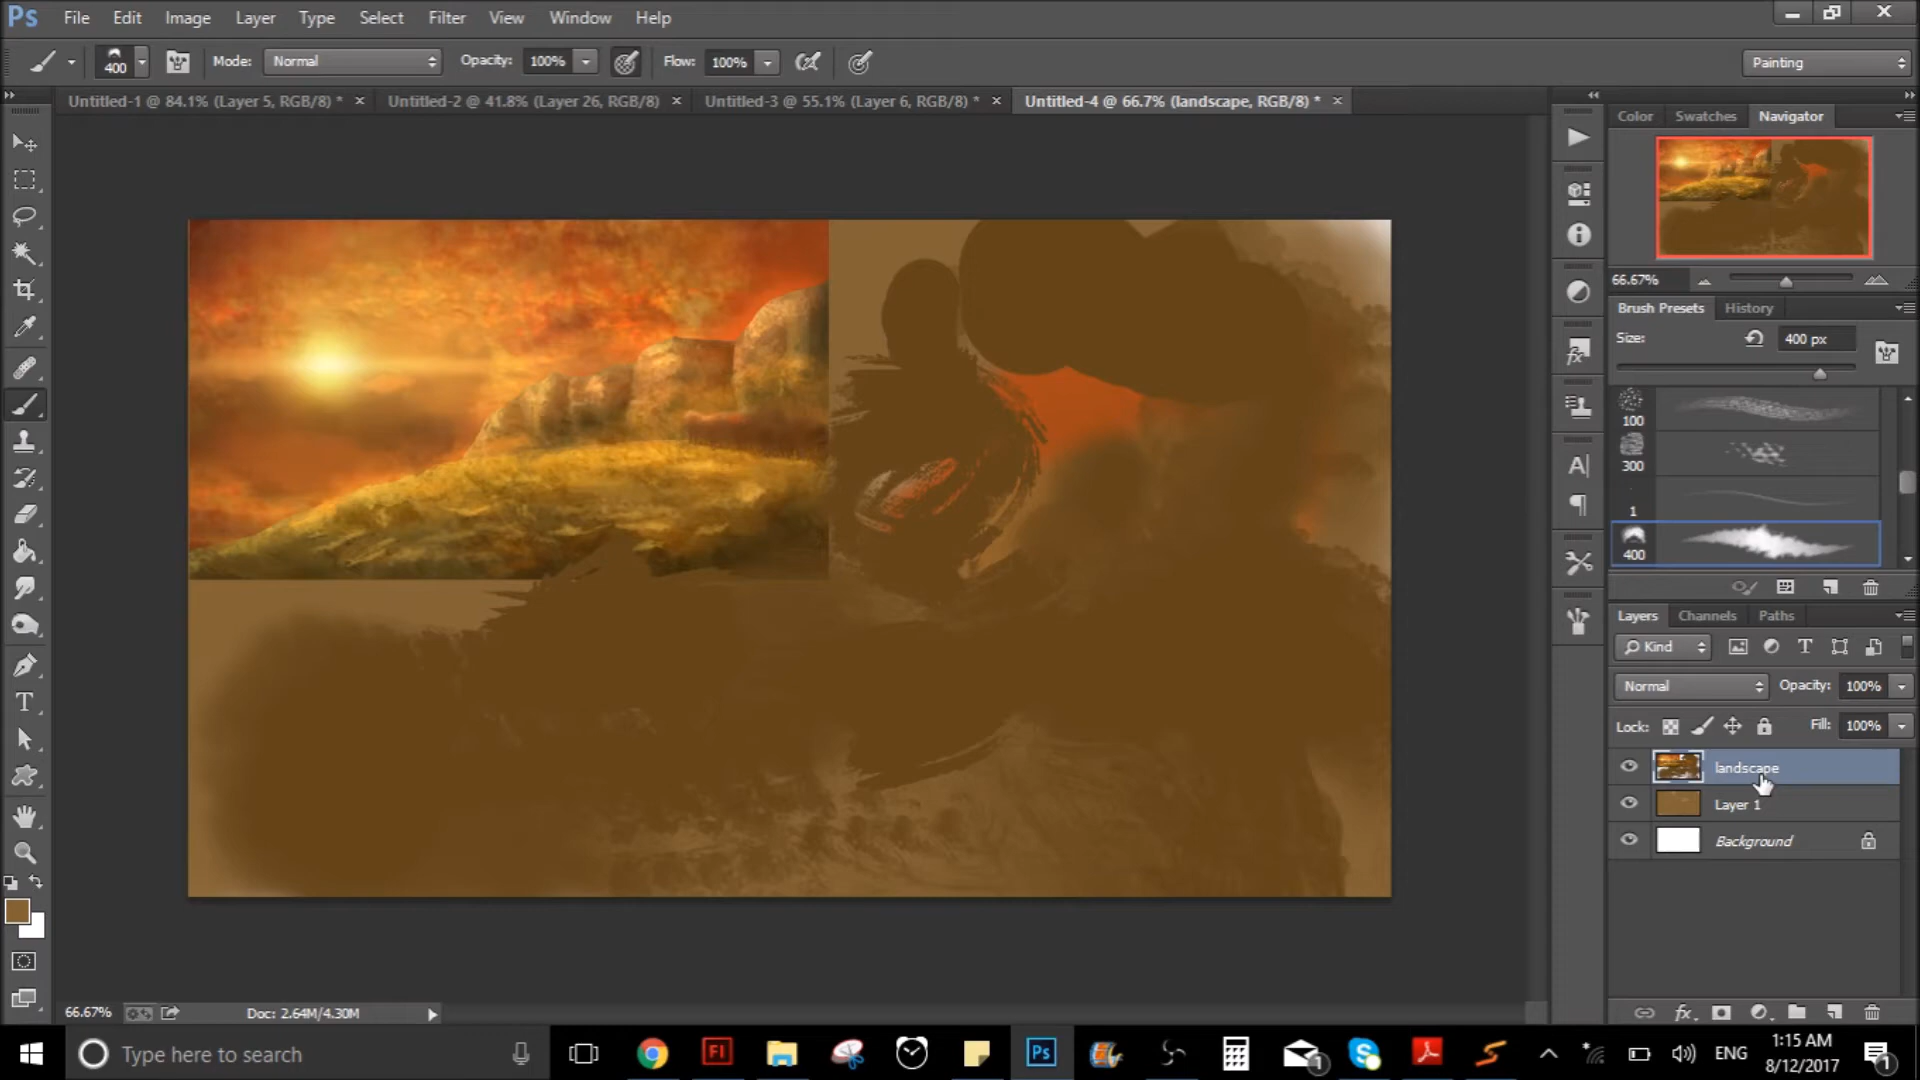 Ps File Edit Image Layer Type Select Filter View Window Help
400 Mode: Normal Opacity: 100% Flow: 100% Painting
Untitled-1 @ 84.1% (Layer 5, RGB/8) * × Untitled-2 @ 41.8% (Layer 26, RGB/8) × Untitled-3 @ 55.1% (Layer 6, RGB/8) * × Untitled-4 @ 66.7% (landscape, RGB/8) * ×
Color Swatches Navigator
66.67%
Brush Presets History
Size: 400 px
100
300
1
400
Layers Channels Paths
Kind
Normal Opacity: 100%
Lock: Fill: 100%
landscape
Layer 1
Background
66.67% Doc: 2.64M/4.30M
Type here to search
ENG
1:15 AM
8/12/2017